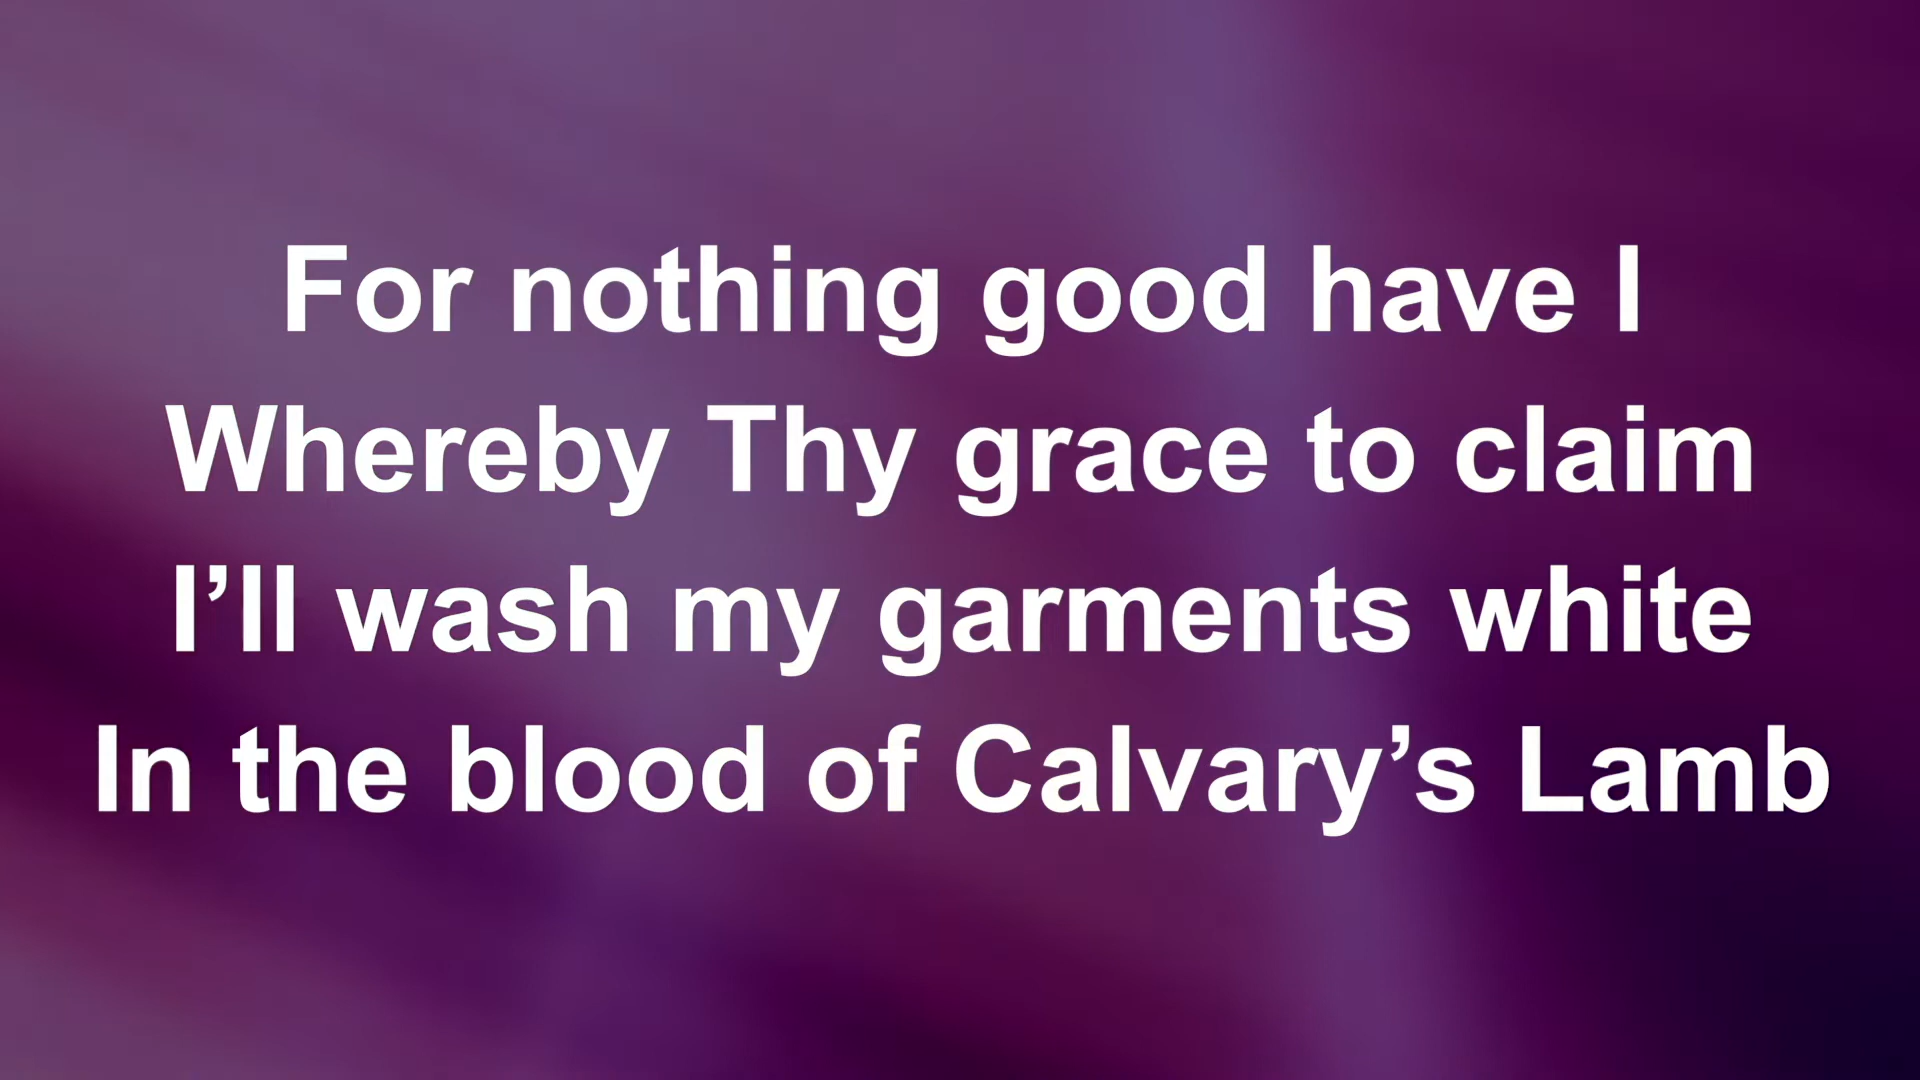 For nothing good have I
Whereby Thy grace to claim
I’ll wash my garments white
In the blood of Calvary’s Lamb